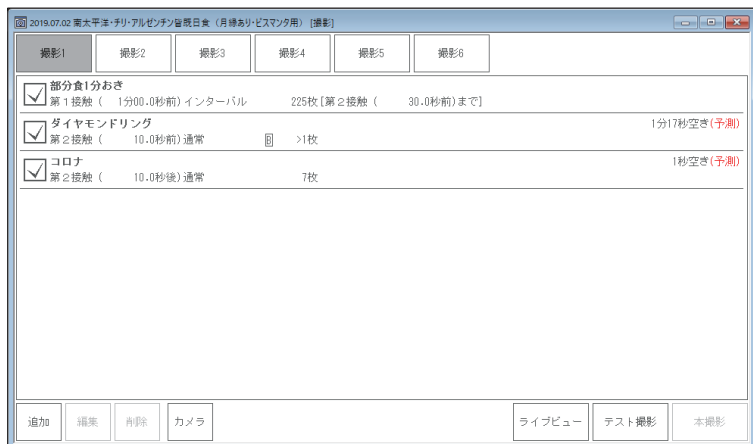 2019.07.02 南太平洋・チリ・アルゼンチン皆既日食（月縁あり・ビスマンタ用） [撮影]
撮影1 撮影2 撮影3 撮影4 撮影5 撮影6
部分食1分おき
第1接触 ( 1分00.0秒前) インターバル 225枚 [第2接触 ( 30.0秒前) まで]
ダイヤモンドリング 1分17秒空き(予測)
第2接触 ( 10.0秒前) 通常 B >1枚
コロナ 1秒空き(予測)
第2接触 ( 10.0秒後) 通常 7枚
追加 編集 削除 カメラ ライブビュー テスト撮影 本撮影